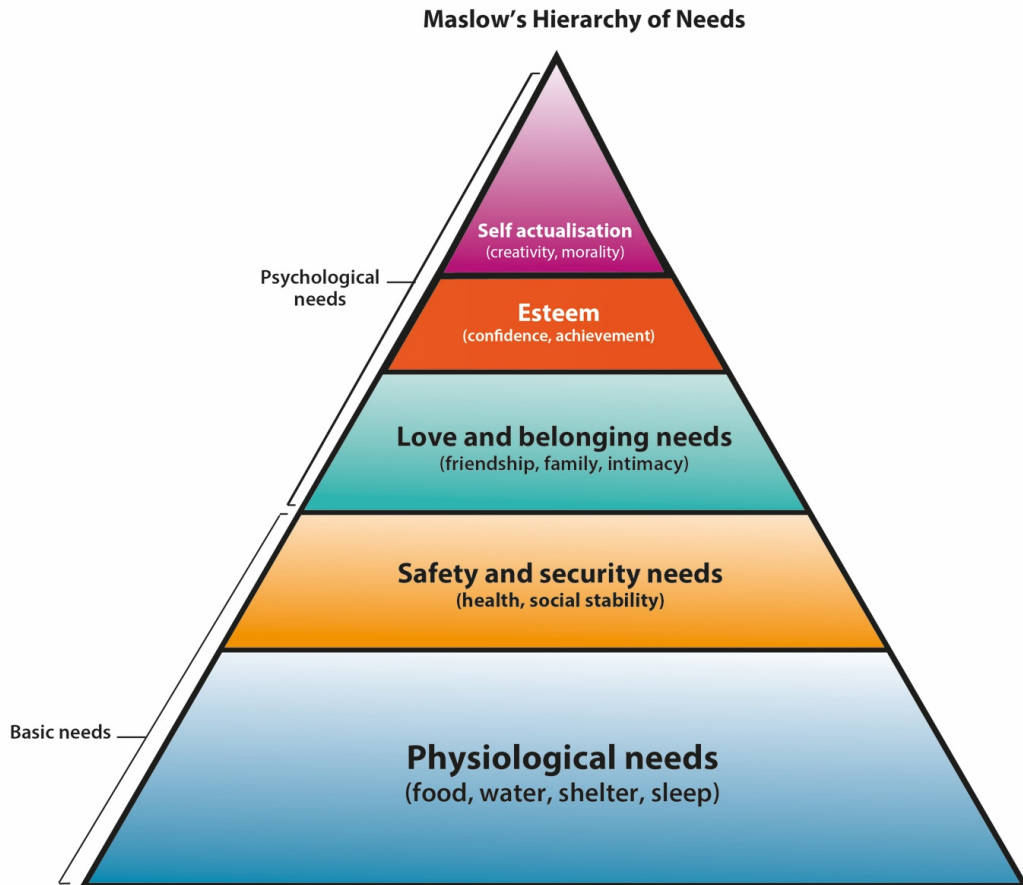 Maslow’s Hierarchy of Needs
Self actualisation
(creativity, morality)
Psychological
needs
Esteem
(confidence, achievement)
Love and belonging needs
(friendship, family, intimacy)
Safety and security needs
(health, social stability)
Basic needs
Physiological needs
(food, water, shelter, sleep)